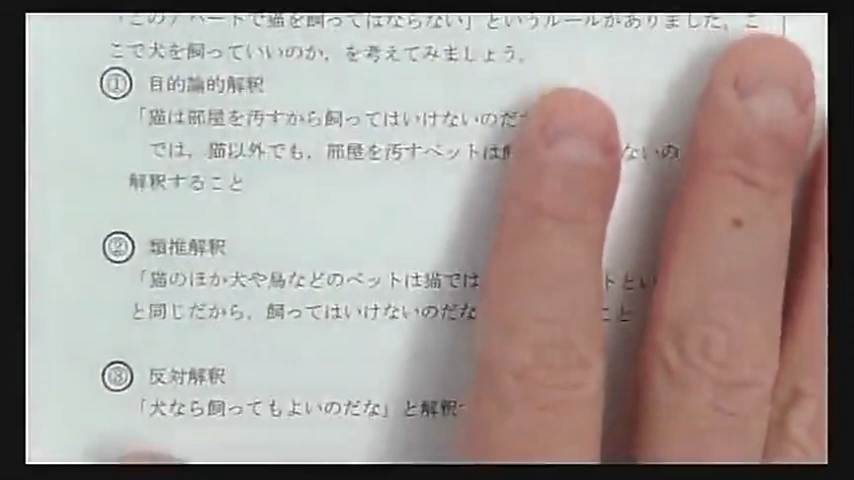 「このアパートで猫を飼ってはならない」というルールがありました。こ
こで犬を飼っていいのか，を考えてみましょう。
① 目的論的解釈
「猫は部屋を汚すから飼ってはいけないのだ
では，猫以外でも，部屋を汚すペットは ないの
解釈すること
② 類推解釈
「猫のほか犬や鳥などのペットは猫では トとい
と同じだから，飼ってはいけないのだな こと
③ 反対解釈
「犬なら飼ってもよいのだな」と解釈